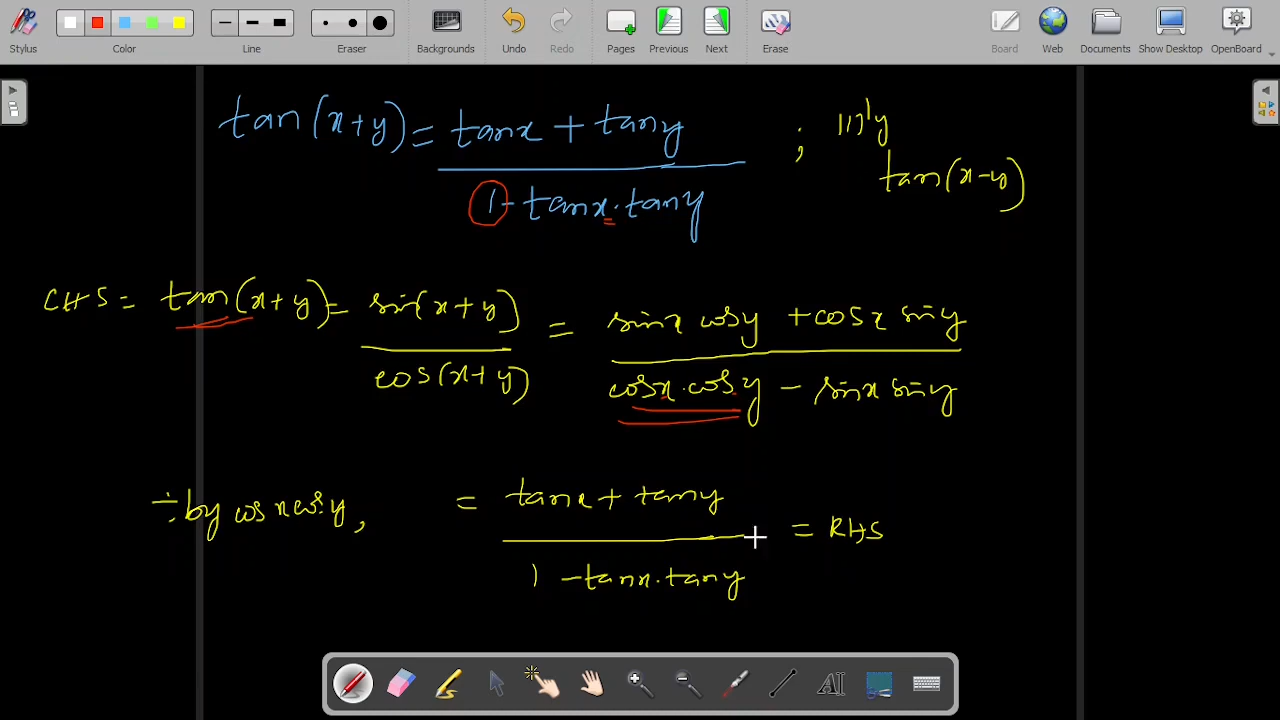 Stylus Color Line Eraser Backgrounds Undo Redo Pages Previous Next Erase Board Web Documents Show Desktop OpenBoard
tan(x+y) = tanx + tany / 1 - tanx.tany ; |||ly
tan(x-y)
LHS = tan(x+y) = sin(x+y) / cos(x+y) = sinx cosy + cosx siny / cosx.cosy - sinx siny
÷by cosx cosy, = tanx + tany / 1 - tanx.tany = RHS